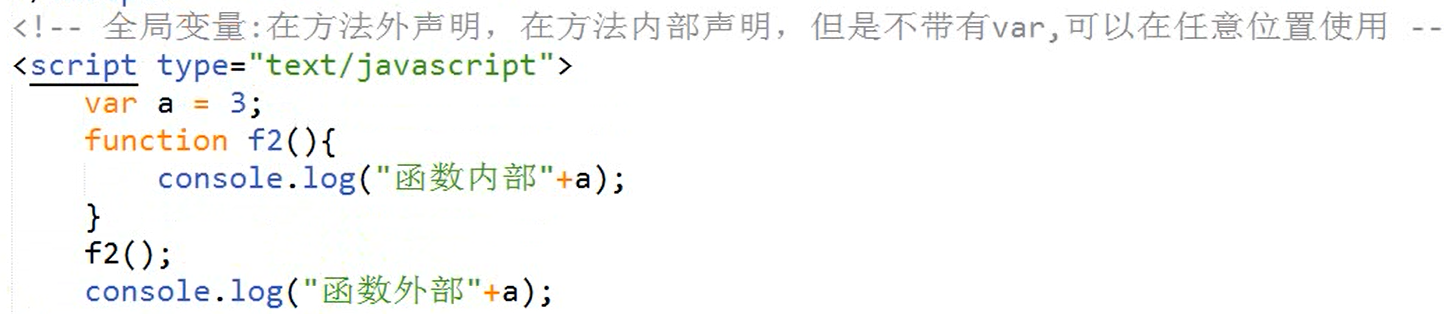 <!-- 全局变量:在方法外声明，在方法内部声明，但是不带有var,可以在任意位置使用 --
<script type="text/javascript">
var a = 3;
function f2(){
console.log("函数内部"+a);
}
f2();
console.log("函数外部"+a);